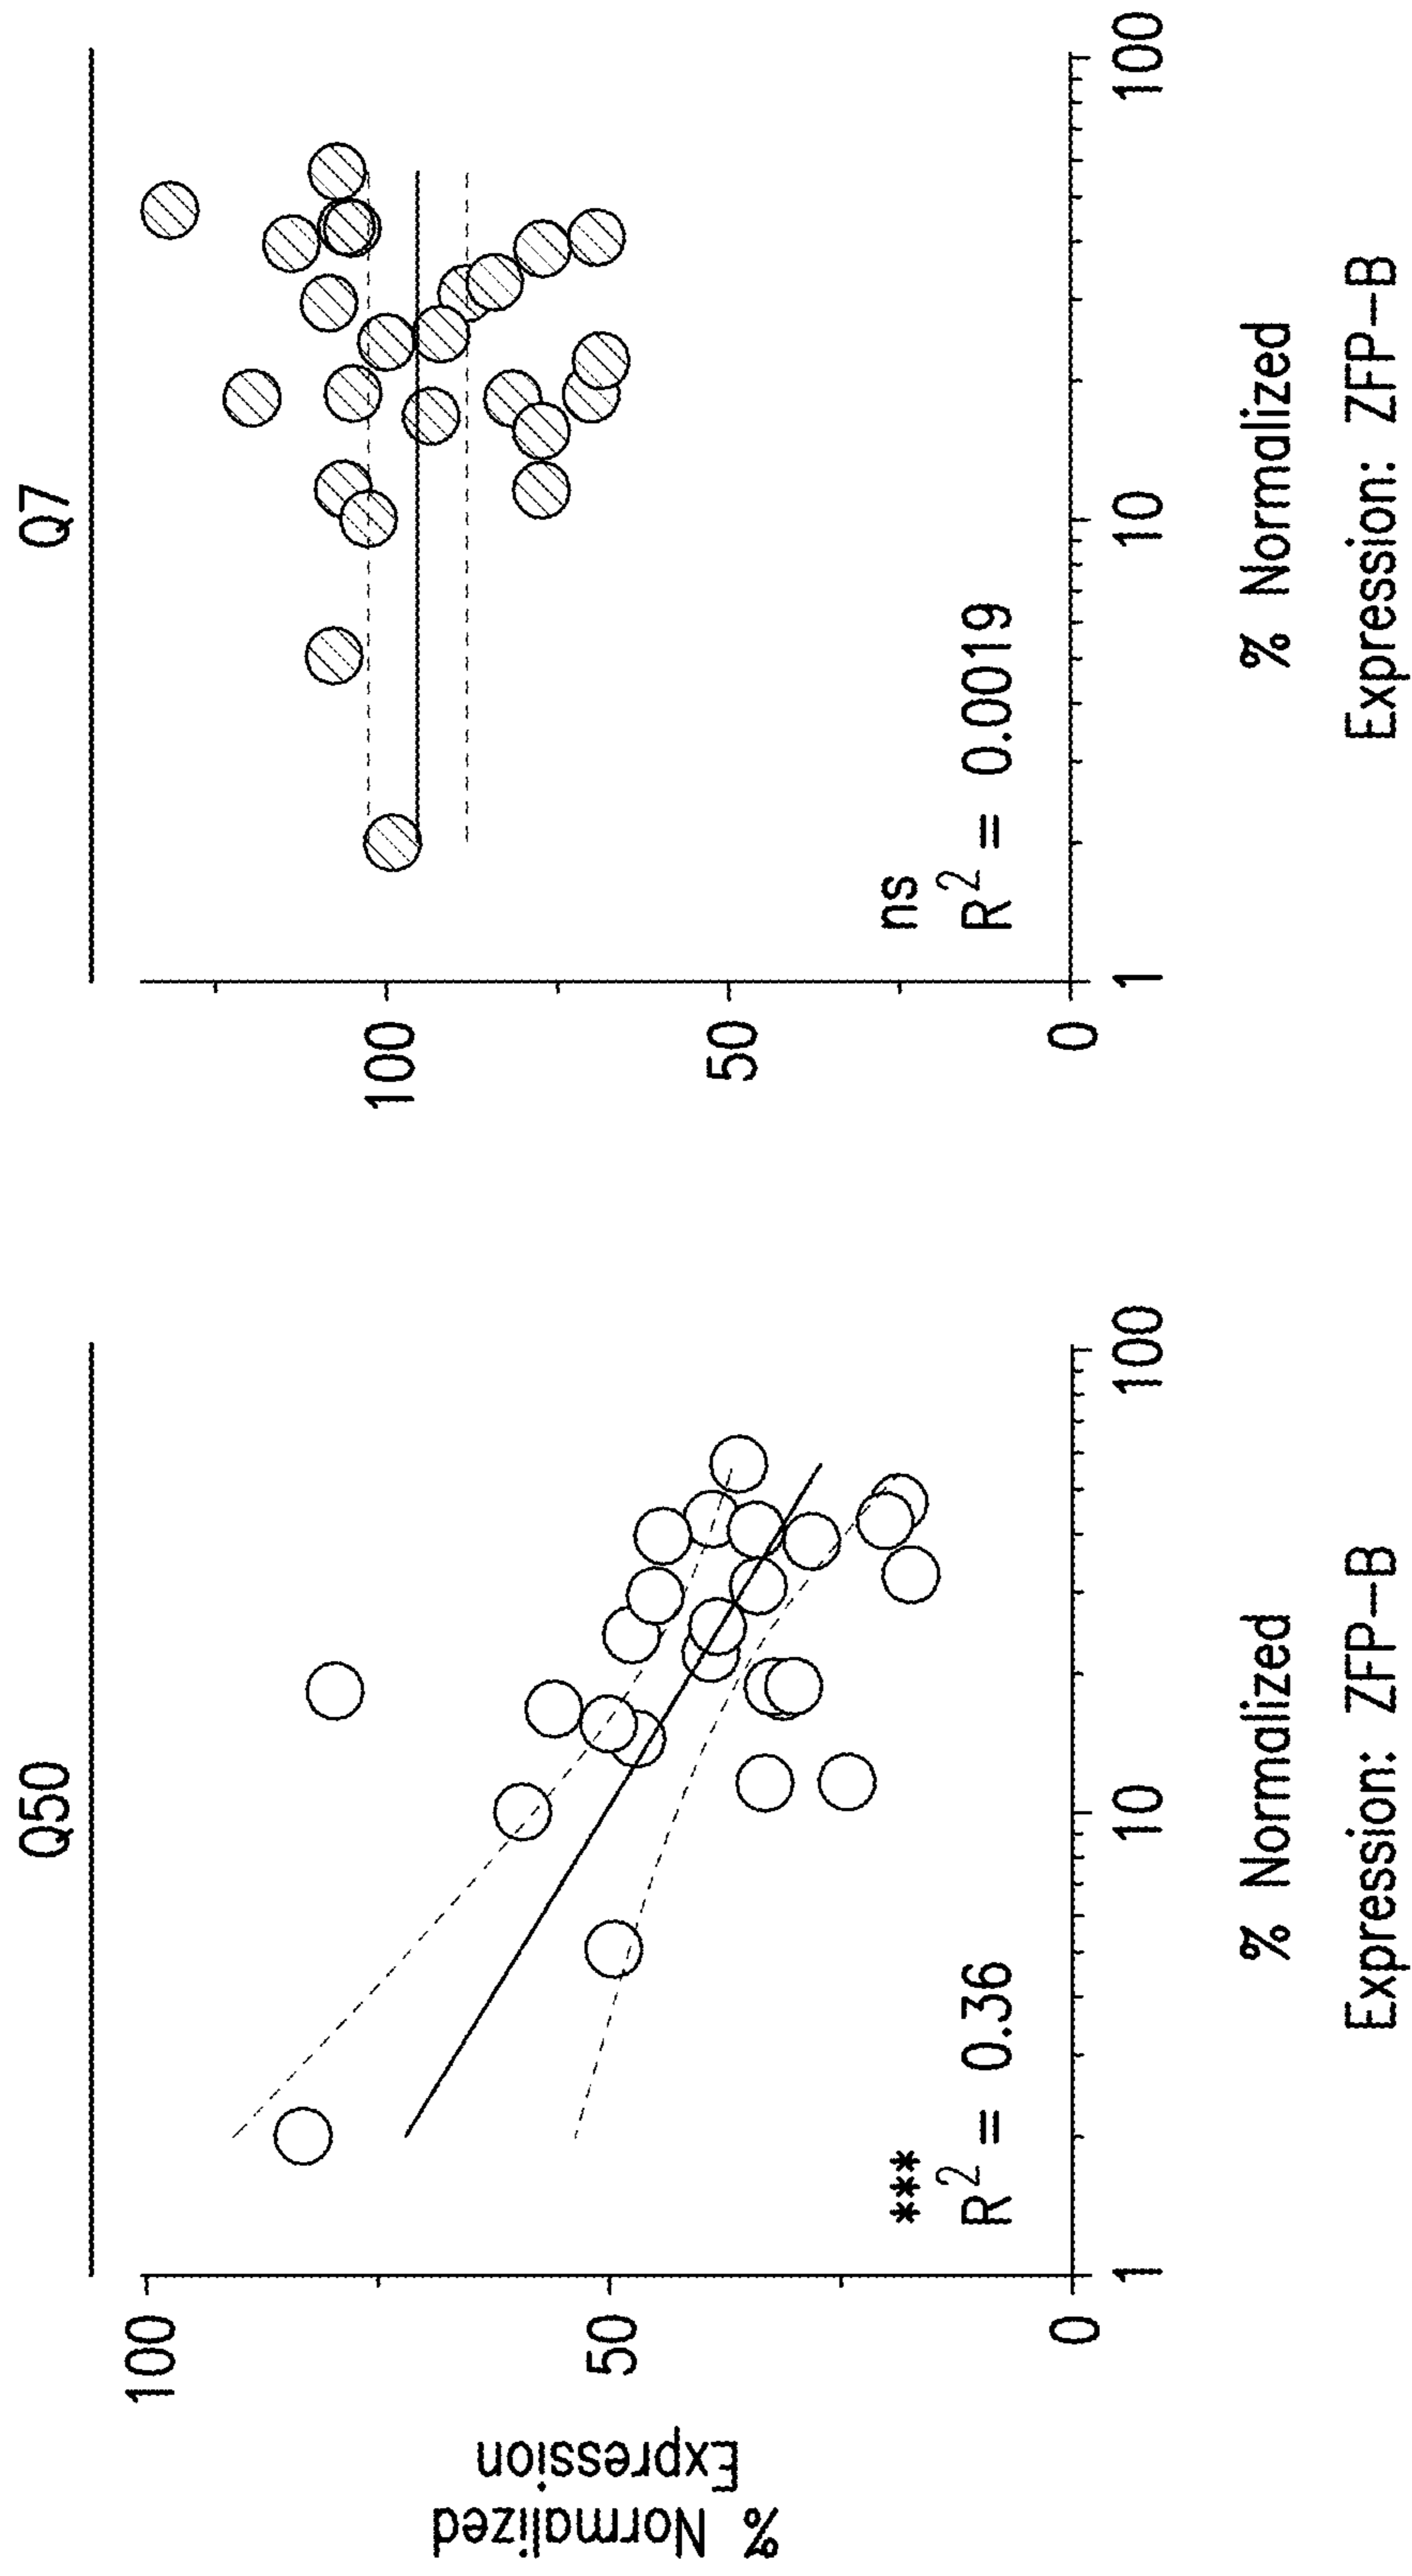 Q50
% Normalized
Expression
100
50
0
***
R2 = 0.36
1
10
100
% Normalized
Expression: ZFP-B
Q7
100
50
0
ns
R2 = 0.0019
1
10
100
% Normalized
Expression: ZFP-B